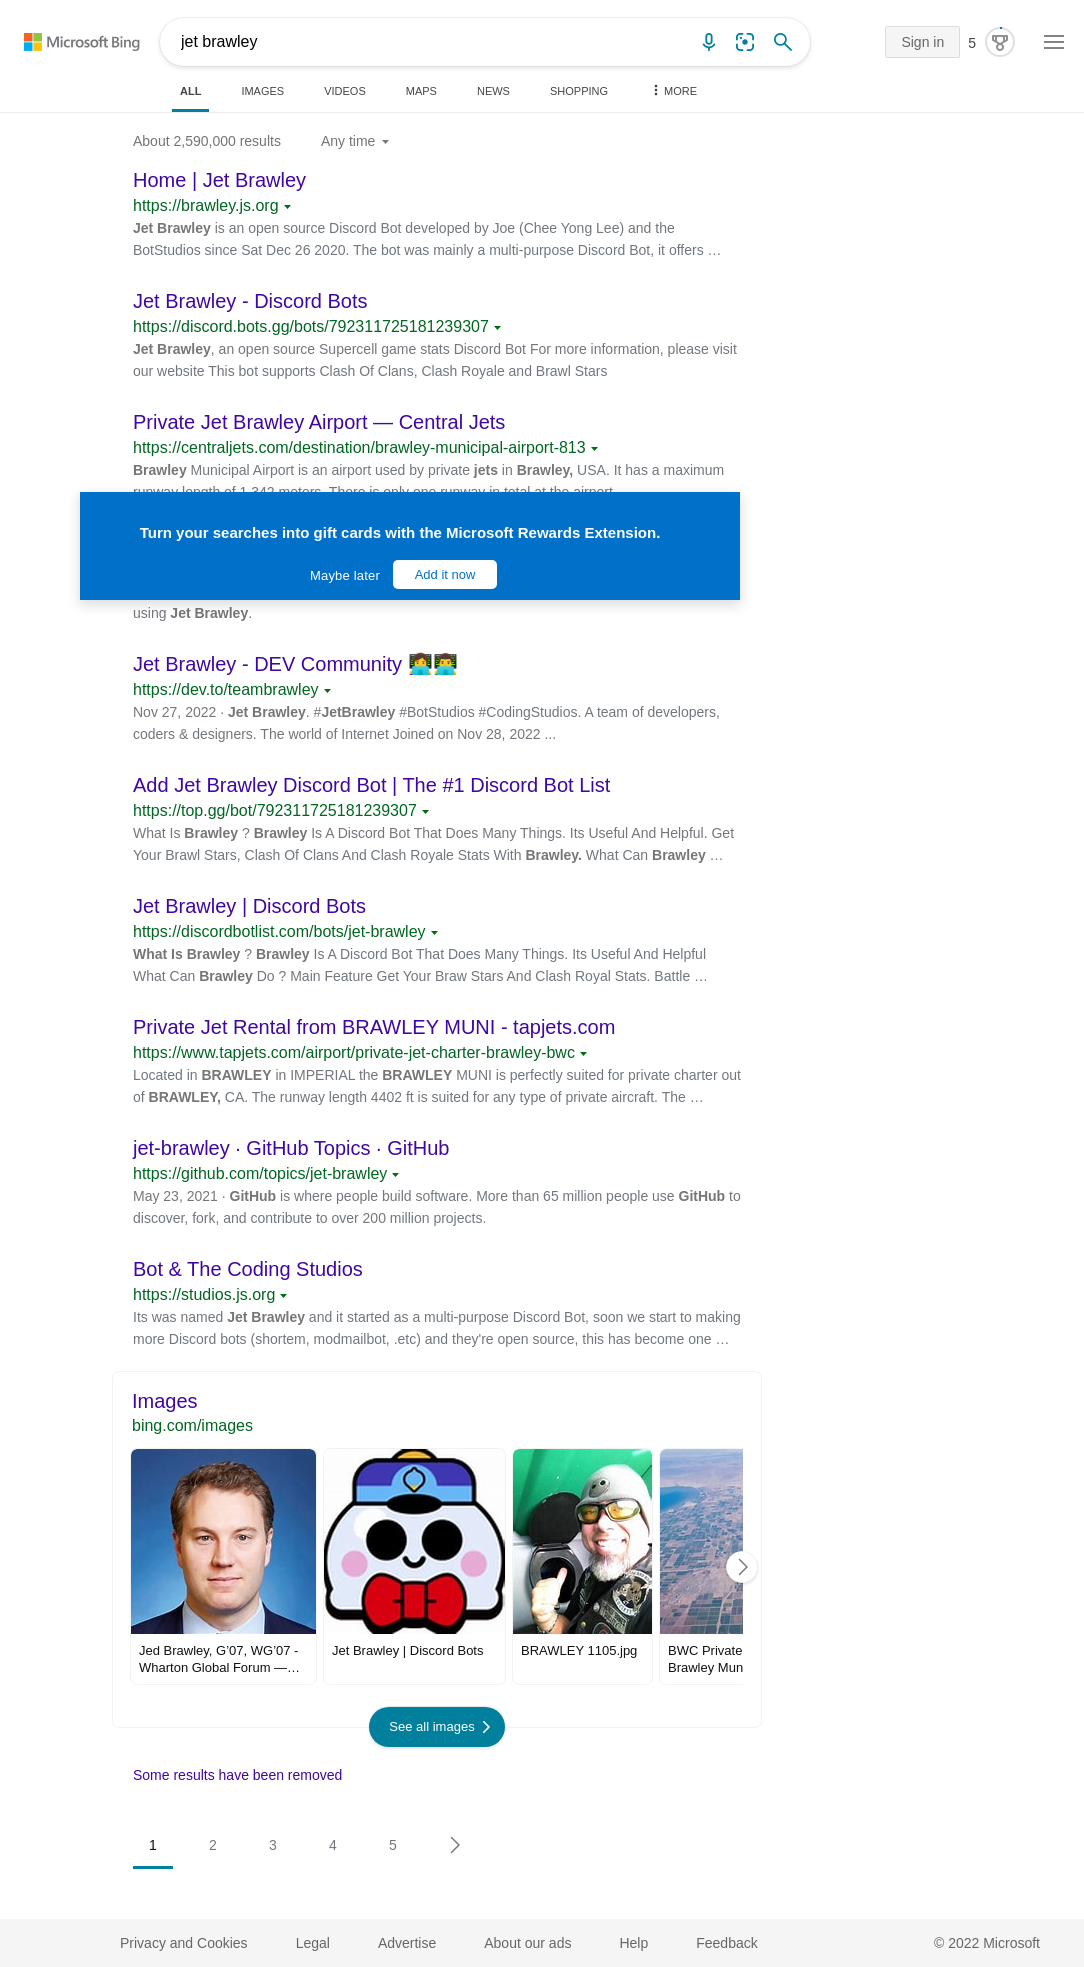 Microsoft Bing
jet brawley
Sign in
5
ALL IMAGES VIDEOS MAPS NEWS SHOPPING MORE
About 2,590,000 results Any time
Home | Jet Brawley
https://brawley.js.org
Jet Brawley is an open source Discord Bot developed by Joe (Chee Yong Lee) and the
BotStudios since Sat Dec 26 2020. The bot was mainly a multi-purpose Discord Bot, it offers …
Jet Brawley - Discord Bots
https://discord.bots.gg/bots/792311725181239307
Jet Brawley, an open source Supercell game stats Discord Bot For more information, please visit
our website This bot supports Clash Of Clans, Clash Royale and Brawl Stars
Private Jet Brawley Airport — Central Jets
https://centraljets.com/destination/brawley-municipal-airport-813
Brawley Municipal Airport is an airport used by private jets in Brawley, USA. It has a maximum
runway length of 1,342 meters. There is only one runway in total at the airport.
Turn your searches into gift cards with the Microsoft Rewards Extension.
Maybe later Add it now
using Jet Brawley.
Jet Brawley - DEV Community 👩‍💻👨‍💻
https://dev.to/teambrawley
Nov 27, 2022 · Jet Brawley. #JetBrawley #BotStudios #CodingStudios. A team of developers,
coders & designers. The world of Internet Joined on Nov 28, 2022 ...
Add Jet Brawley Discord Bot | The #1 Discord Bot List
https://top.gg/bot/792311725181239307
What Is Brawley ? Brawley Is A Discord Bot That Does Many Things. Its Useful And Helpful. Get
Your Brawl Stars, Clash Of Clans And Clash Royale Stats With Brawley. What Can Brawley …
Jet Brawley | Discord Bots
https://discordbotlist.com/bots/jet-brawley
What Is Brawley ? Brawley Is A Discord Bot That Does Many Things. Its Useful And Helpful
What Can Brawley Do ? Main Feature Get Your Braw Stars And Clash Royal Stats. Battle …
Private Jet Rental from BRAWLEY MUNI - tapjets.com
https://www.tapjets.com/airport/private-jet-charter-brawley-bwc
Located in BRAWLEY in IMPERIAL the BRAWLEY MUNI is perfectly suited for private charter out
of BRAWLEY, CA. The runway length 4402 ft is suited for any type of private aircraft. The …
jet-brawley · GitHub Topics · GitHub
https://github.com/topics/jet-brawley
May 23, 2021 · GitHub is where people build software. More than 65 million people use GitHub to
discover, fork, and contribute to over 200 million projects.
Bot & The Coding Studios
https://studios.js.org
Its was named Jet Brawley and it started as a multi-purpose Discord Bot, soon we start to making
more Discord bots (shortem, modmailbot, .etc) and they're open source, this has become one …
Images
bing.com/images
Jed Brawley, G’07, WG’07 -
Wharton Global Forum —…
Jet Brawley | Discord Bots
BRAWLEY 1105.jpg
BWC Private
Brawley Mun
See all images
Some results have been removed
1 2 3 4 5
Privacy and Cookies Legal Advertise About our ads Help Feedback © 2022 Microsoft